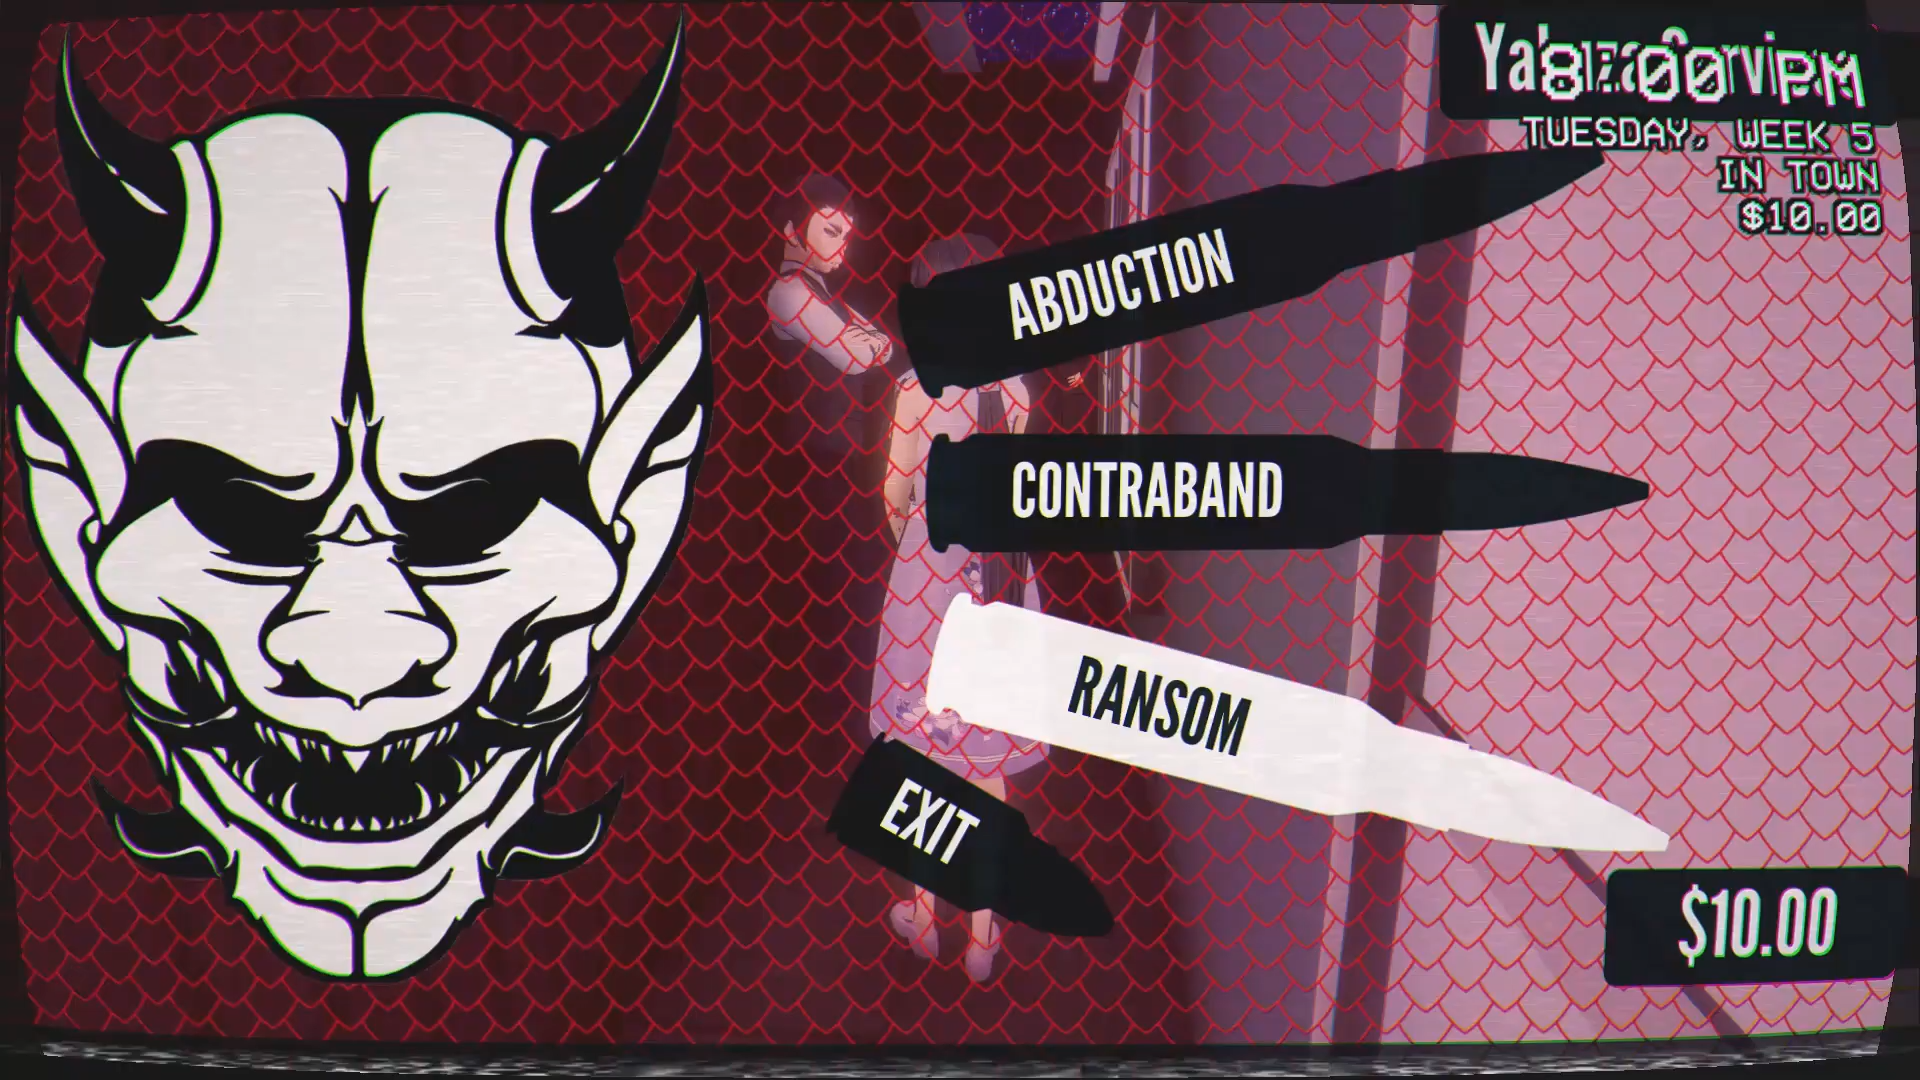 8:00 PM
TUESDAY, WEEK 5
IN TOWN
$10.00
ABDUCTION
CONTRABAND
RANSOM
EXIT
$10.00